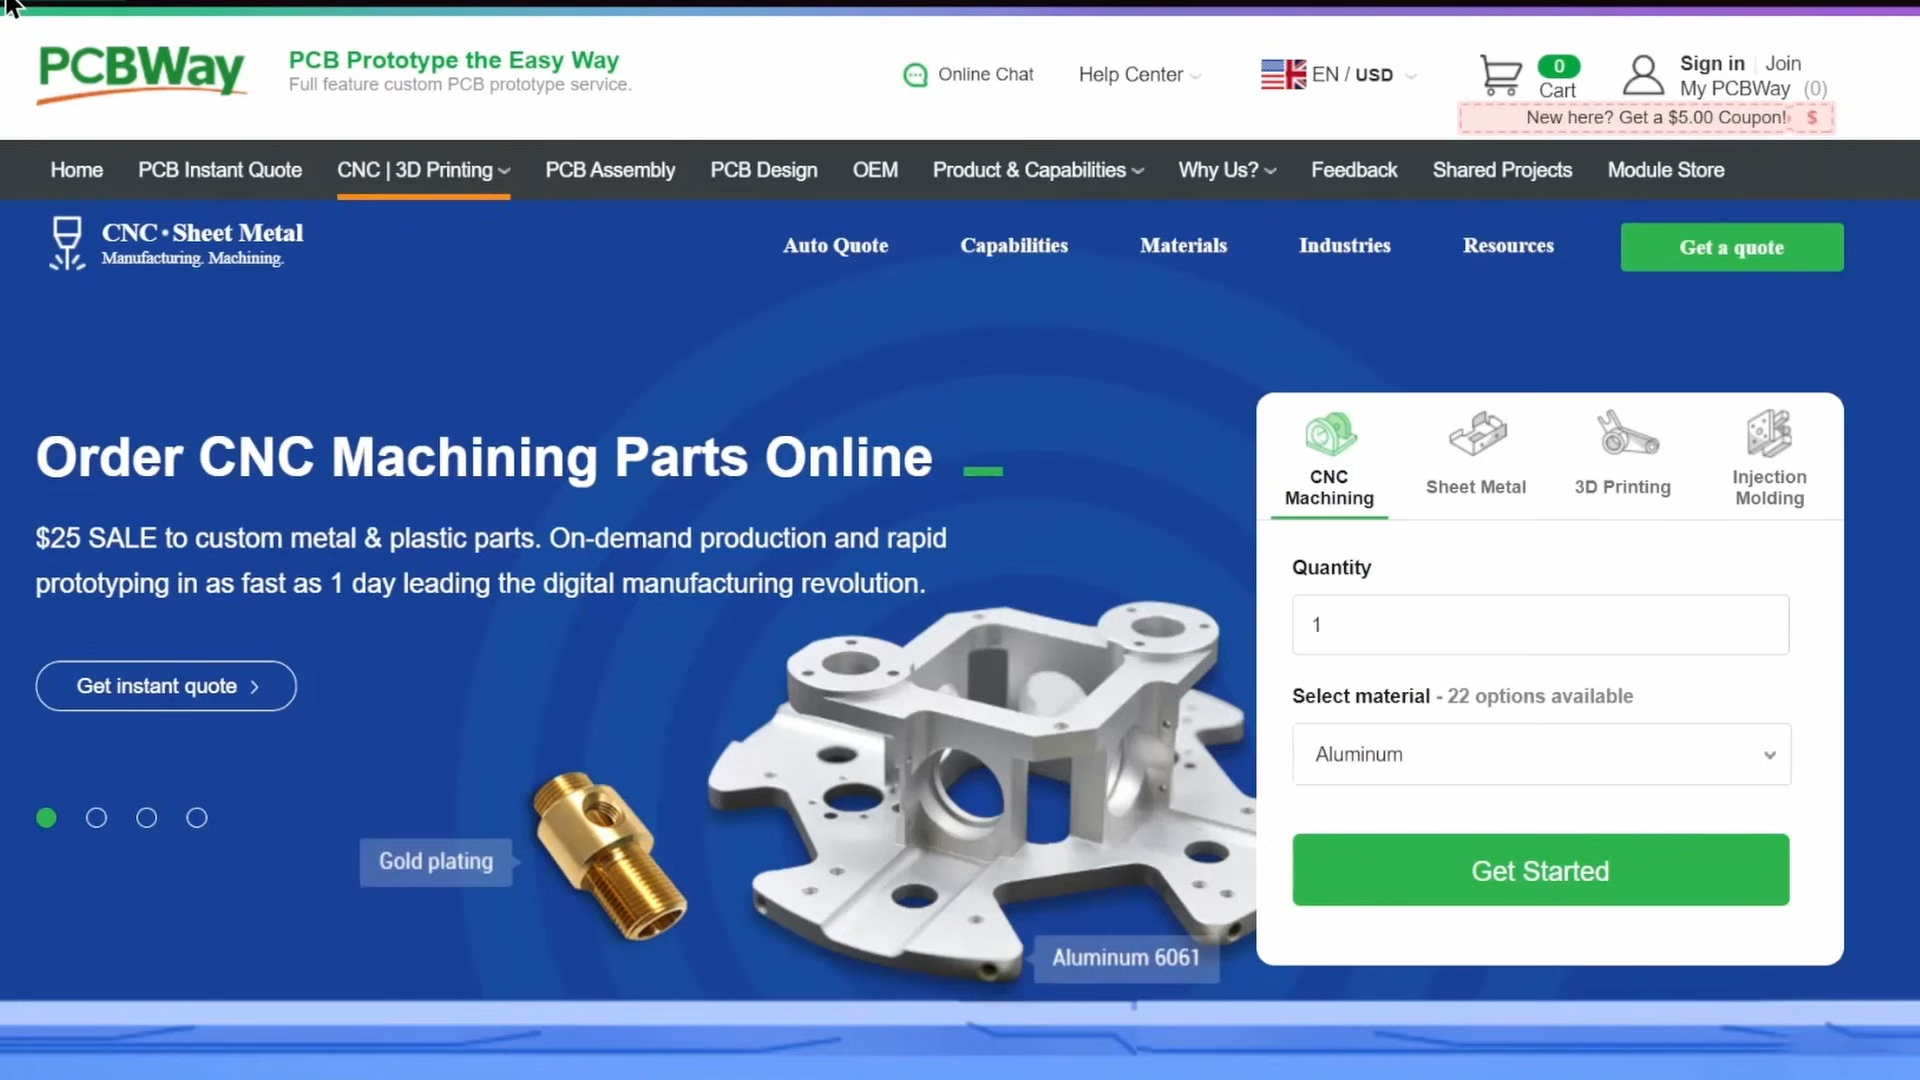 PCBWay
PCB Prototype the Easy Way
Full feature custom PCB prototype service.
Online Chat
Help Center
EN / USD
0
Cart
Sign in Join
My PCBWay (0)
New here? Get a $5.00 Coupon! $
Home PCB Instant Quote CNC | 3D Printing PCB Assembly PCB Design OEM Product & Capabilities Why Us? Feedback Shared Projects Module Store
CNC • Sheet Metal
Manufacturing. Machining.
Auto Quote Capabilities Materials Industries Resources Get a quote
Order CNC Machining Parts Online
$25 SALE to custom metal & plastic parts. On-demand production and rapid
prototyping in as fast as 1 day leading the digital manufacturing revolution.
Get instant quote
Gold plating
Aluminum 6061
CNC
Machining
Sheet Metal
3D Printing
Injection
Molding
Quantity
1
Select material - 22 options available
Aluminum
Get Started